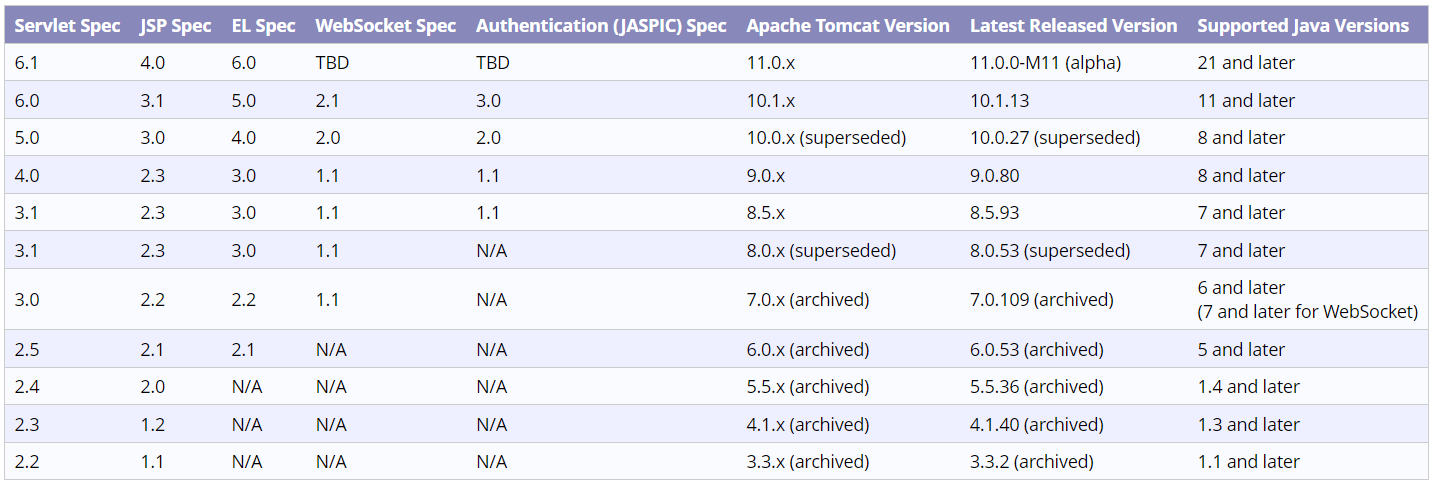 Servlet Spec JSP Spec EL Spec WebSocket Spec Authentication (JASPIC) Spec Apache Tomcat Version Latest Released Version Supported Java Versions
6.1 4.0 6.0 TBD TBD 11.0.x 11.0.0-M11 (alpha) 21 and later
6.0 3.1 5.0 2.1 3.0 10.1.x 10.1.13 11 and later
5.0 3.0 4.0 2.0 2.0 10.0.x (superseded) 10.0.27 (superseded) 8 and later
4.0 2.3 3.0 1.1 1.1 9.0.x 9.0.80 8 and later
3.1 2.3 3.0 1.1 1.1 8.5.x 8.5.93 7 and later
3.1 2.3 3.0 1.1 N/A 8.0.x (superseded) 8.0.53 (superseded) 7 and later
3.0 2.2 2.2 1.1 N/A 7.0.x (archived) 7.0.109 (archived) 6 and later
(7 and later for WebSocket)
2.5 2.1 2.1 N/A N/A 6.0.x (archived) 6.0.53 (archived) 5 and later
2.4 2.0 N/A N/A N/A 5.5.x (archived) 5.5.36 (archived) 1.4 and later
2.3 1.2 N/A N/A N/A 4.1.x (archived) 4.1.40 (archived) 1.3 and later
2.2 1.1 N/A N/A N/A 3.3.x (archived) 3.3.2 (archived) 1.1 and later